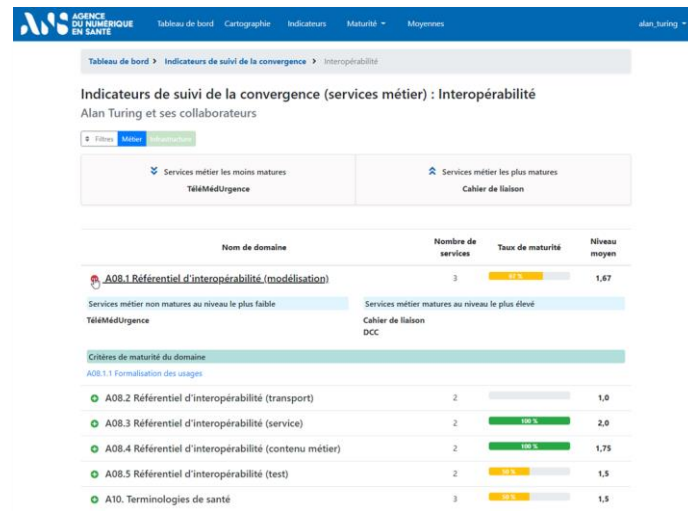 ANS AGENCE
DU NUMÉRIQUE
EN SANTÉ
Tableau de bord Cartographie Indicateurs Maturité Moyennes alan_turing
Tableau de bord > Indicateurs de suivi de la convergence > Interopérabilité
Indicateurs de suivi de la convergence (services métier) : Interopérabilité
Alan Turing et ses collaborateurs
Filtres Métier Infrastructure
Services métier les moins matures
TéléMédUrgence
Services métier les plus matures
Cahier de liaison
Nom de domaine Nombre de services Taux de maturité Niveau moyen
A08.1 Référentiel d'interopérabilité (modélisation) 3 67 % 1,67
Services métier non matures au niveau le plus faible
TéléMédUrgence
Services métier matures au niveau le plus élevé
Cahier de liaison
DCC
Critères de maturité du domaine
A08.1.1 Formalisation des usages
A08.2 Référentiel d'interopérabilité (transport) 2 1,0
A08.3 Référentiel d'interopérabilité (service) 2 100 % 2,0
A08.4 Référentiel d'interopérabilité (contenu métier) 2 100 % 1,75
A08.5 Référentiel d'interopérabilité (test) 2 50 % 1,5
A10. Terminologies de santé 3 50 % 1,5